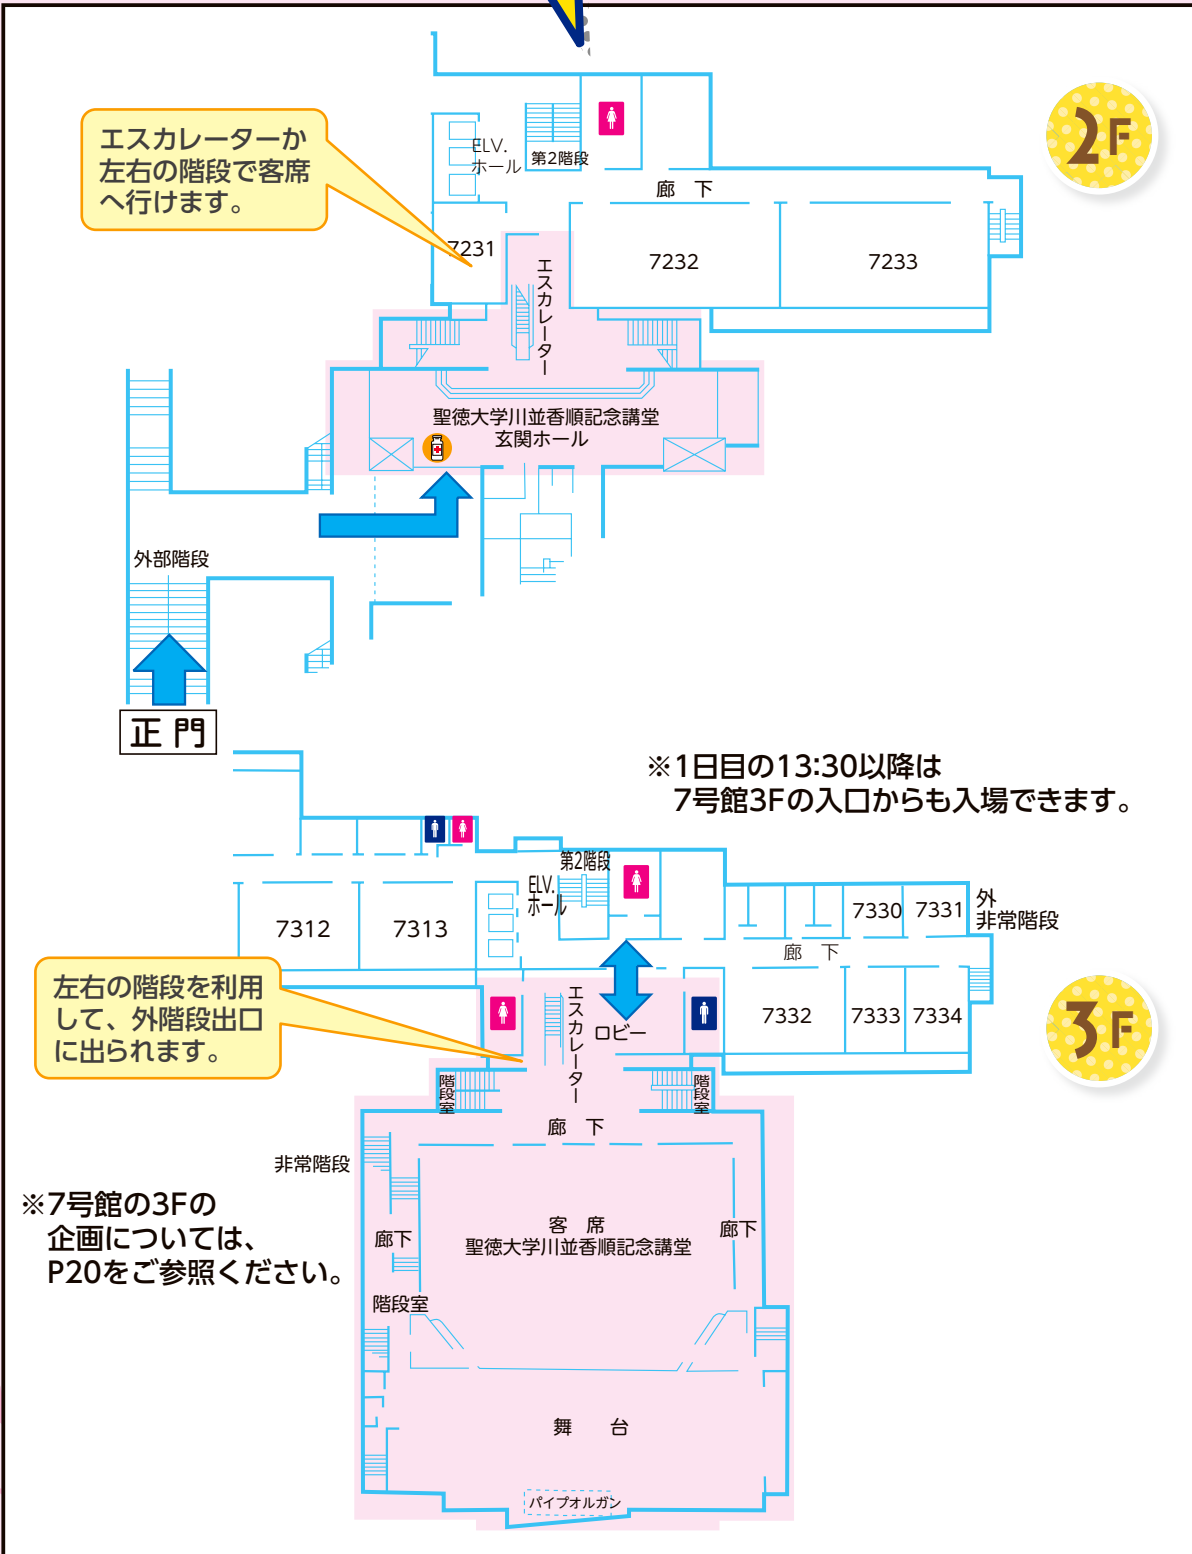 2F
エスカレーターか
左右の階段で客席
へ行けます。
ELV.
ホール
第2階段
廊　下
7231
7232
7233
エスカレーター
聖徳大学川並香順記念講堂
玄関ホール
外部階段
正 門
※1日目の13:30以降は
7号館3Fの入口からも入場できます。
第2階段
ELV.
ホール
7312
7313
7330
7331
外
非常階段
廊　下
左右の階段を利用
して、外階段出口
に出られます。
エスカレーター
ロビー
7332
7333
7334
3F
階段室
階段室
廊　下
非常階段
※7号館の3Fの
企画については、
P20をご参照ください。
廊下
客　席
聖徳大学川並香順記念講堂
廊下
階段室
舞　台
パイプオルガン